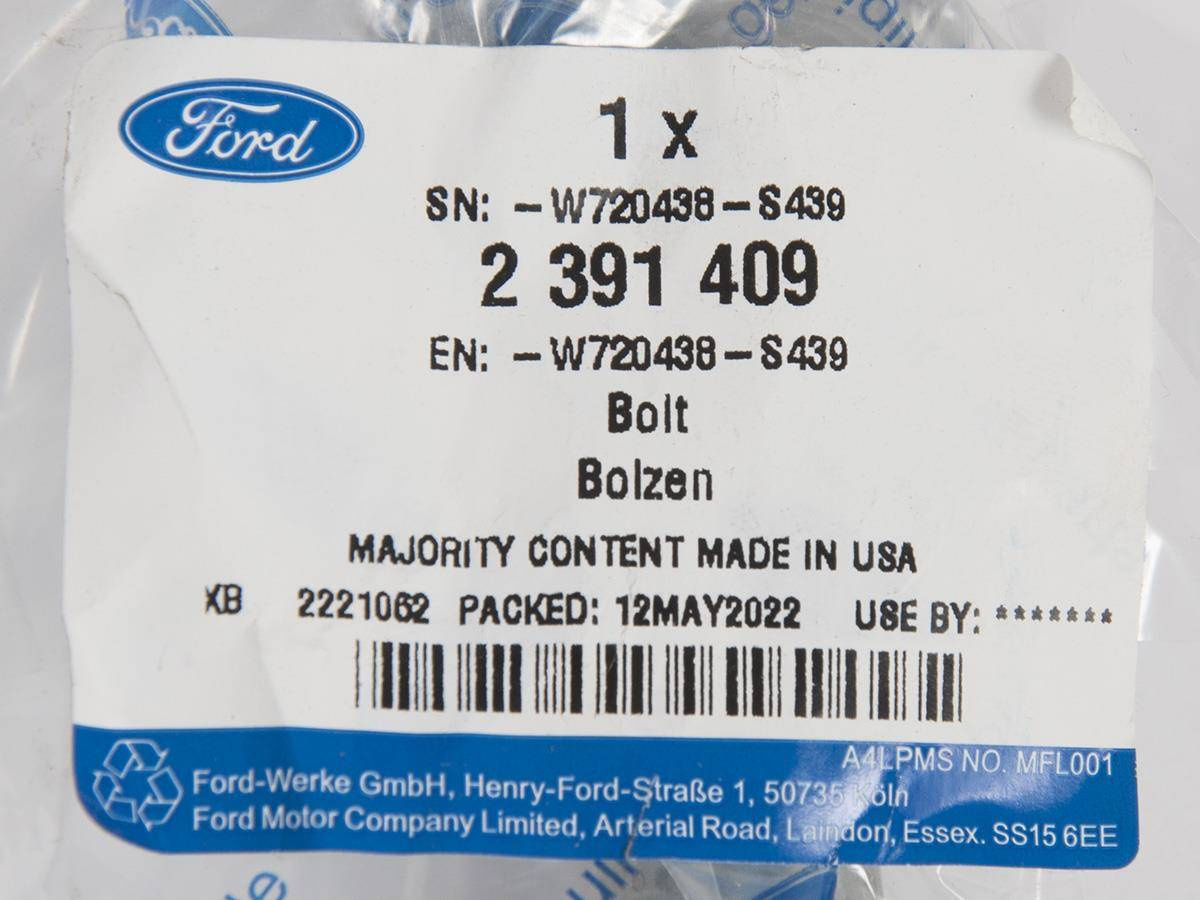 Ford
1 x
SN: -W720438-S439
2 391 409
EN: -W720438-S439
Bolt
Bolzen
MAJORITY CONTENT MADE IN USA
XB 2221062 PACKED: 12MAY2022 USE BY: *******
A4LPMS NO. MFL001
Ford-Werke GmbH, Henry-Ford-Straße 1, 50735 Köln
Ford Motor Company Limited, Arterial Road, Laindon, Essex. SS15 6EE